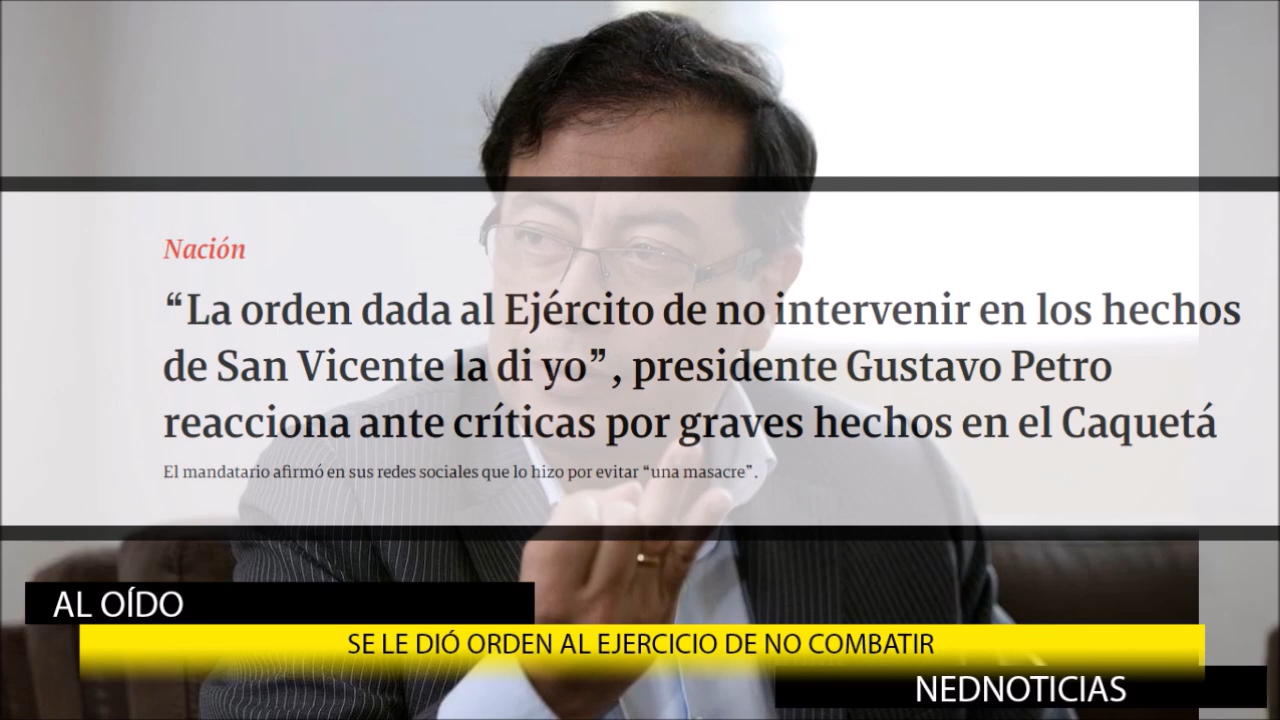 Nación
“La orden dada al Ejército de no intervenir en los hechos
de San Vicente la di yo”, presidente Gustavo Petro
reacciona ante críticas por graves hechos en el Caquetá
El mandatario afirmó en sus redes sociales que lo hizo por evitar “una masacre”.
AL OÍDO
SE LE DIÓ ORDEN AL EJERCICIO DE NO COMBATIR
NEDNOTICIAS